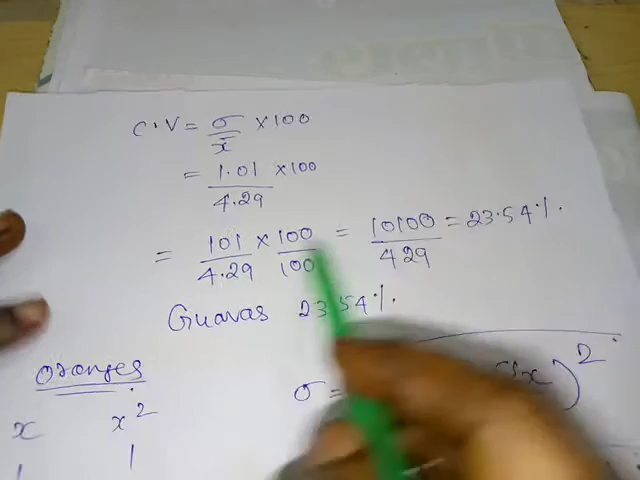 C.V = σ/x̄ ×100
= 1.01/4.29 ×100
= 101/4.29 × 100/100 = 10100/429 = 23.54%.
Guavas 23.54%.
Oranges σ= x)²
x x²
1 1